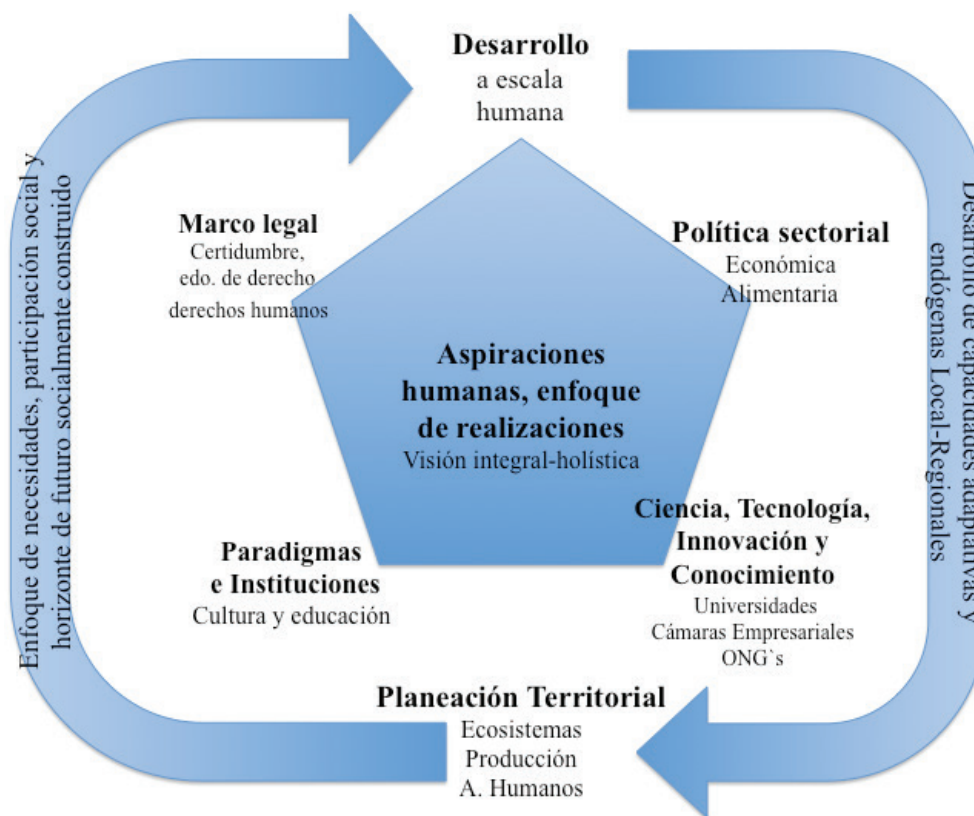 Desarrollo
a escala
humana
Marco legal
Certidumbre,
edo. de derecho
derechos humanos
Política sectorial
Económica
Alimentaria
Aspiraciones
humanas, enfoque
de realizaciones
Visión integral-holística
Paradigmas
e Instituciones
Cultura y educación
Ciencia, Tecnología,
Innovación y
Conocimiento
Universidades
Cámaras Empresariales
ONG`s
Planeación Territorial
Ecosistemas
Producción
A. Humanos
Enfoque de necesidades, participación social y
horizonte de futuro socialmente construido
Desarrollo de capacidades adaptativas y
endógenas Local-Regionales